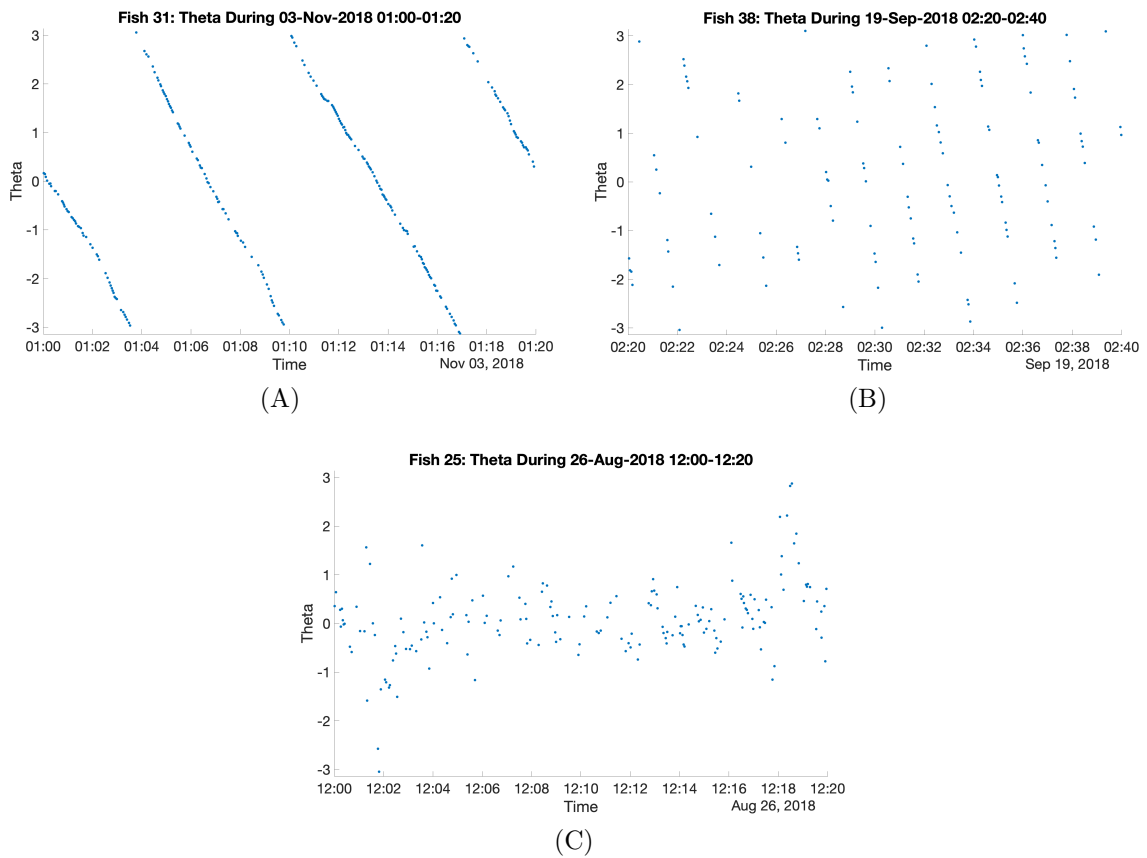 Fish 31: Theta During 03-Nov-2018 01:00-01:20
3
2
1
0
-1
-2
-3
Theta
01:00 01:02 01:04 01:06 01:08 01:10 01:12 01:14 01:16 01:18 01:20
Time
Nov 03, 2018
(A)
Fish 38: Theta During 19-Sep-2018 02:20-02:40
3
2
1
0
-1
-2
-3
Theta
02:20 02:22 02:24 02:26 02:28 02:30 02:32 02:34 02:36 02:38 02:40
Time
Sep 19, 2018
(B)
Fish 25: Theta During 26-Aug-2018 12:00-12:20
3
2
1
0
-1
-2
-3
Theta
12:00 12:02 12:04 12:06 12:08 12:10 12:12 12:14 12:16 12:18 12:20
Time
Aug 26, 2018
(C)